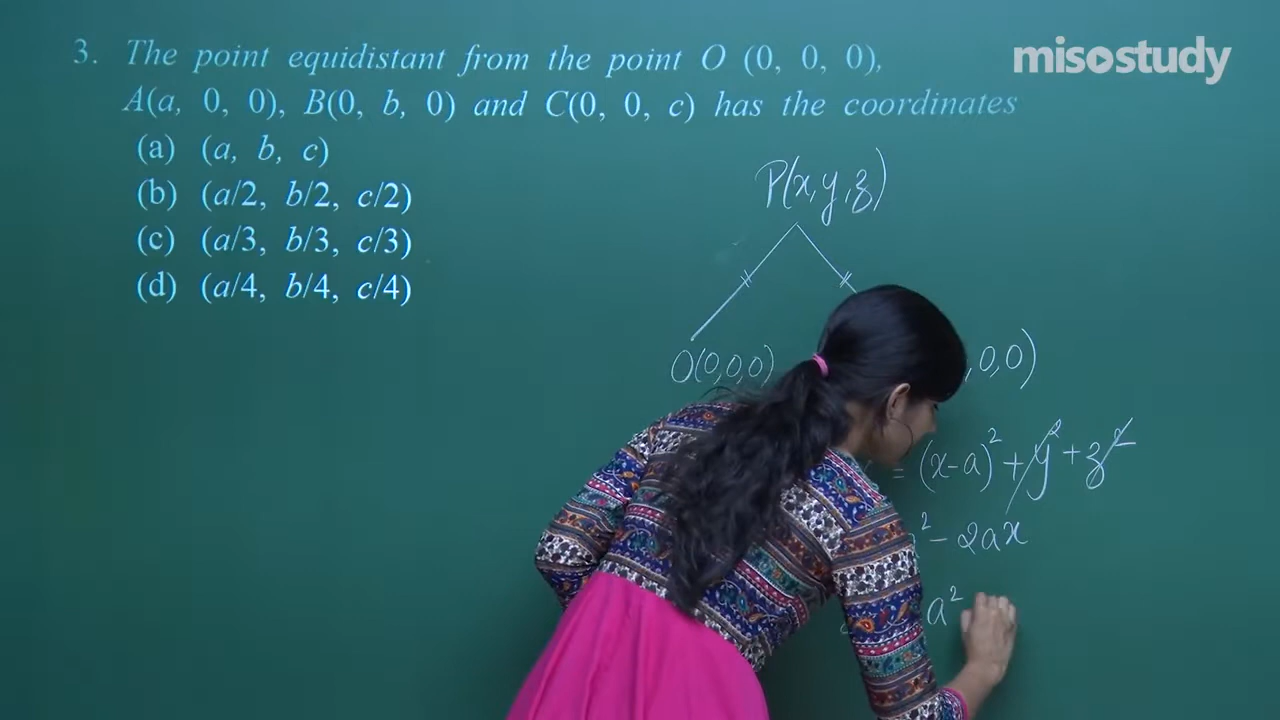 3. The point equidistant from the point O (0, 0, 0),
A(a, 0, 0), B(0, b, 0) and C(0, 0, c) has the coordinates
(a) (a, b, c)
(b) (a/2, b/2, c/2)
(c) (a/3, b/3, c/3)
(d) (a/4, b/4, c/4)
misostudy
P(x,y,z)
O(0,0,0) ,0,0)
= (x-a)² + y² + z²
² - 2ax
a²